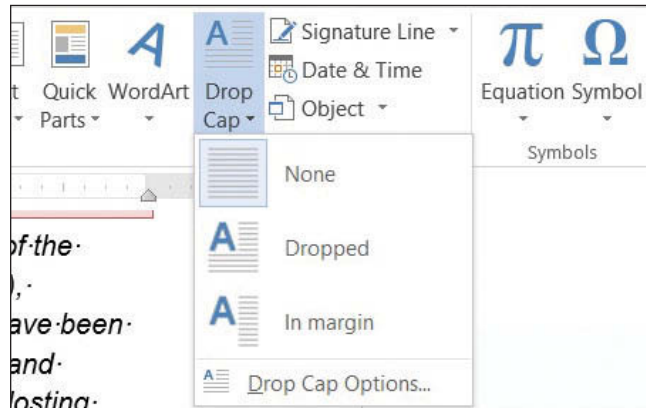 t Quick WordArt Drop Signature Line
Parts Cap Date & Time
Object
π Ω
Equation Symbol
Symbols
None
Dropped
In margin
Drop Cap Options...
of·the·
),·
ave·been·
and·
Hosting·